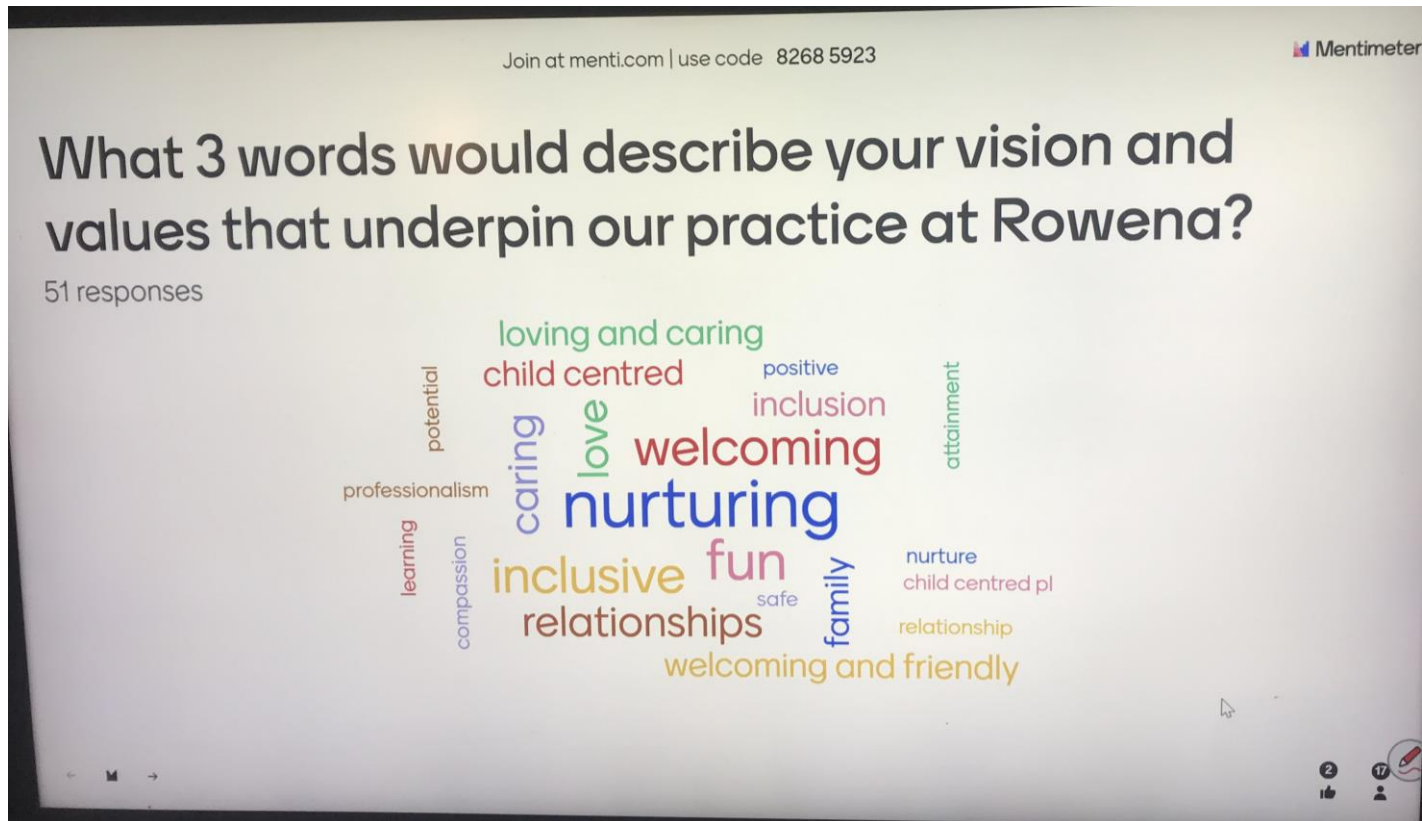 Join at menti.com | use code 8268 5923
Mentimeter
What 3 words would describe your vision and
values that underpin our practice at Rowena?
51 responses
loving and caring
child centred
positive
potential
attainment
inclusion
caring
love
welcoming
professionalism
nurturing
learning
compassion
inclusive
fun
family
nurture
child centred pl
safe
relationships
relationship
welcoming and friendly
2
17